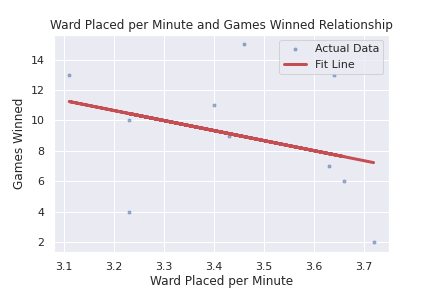 Ward Placed per Minute and Games Winned Relationship
Actual Data
Fit Line
Games Winned
14
12
10
8
6
4
2
3.1 3.2 3.3 3.4 3.5 3.6 3.7
Ward Placed per Minute